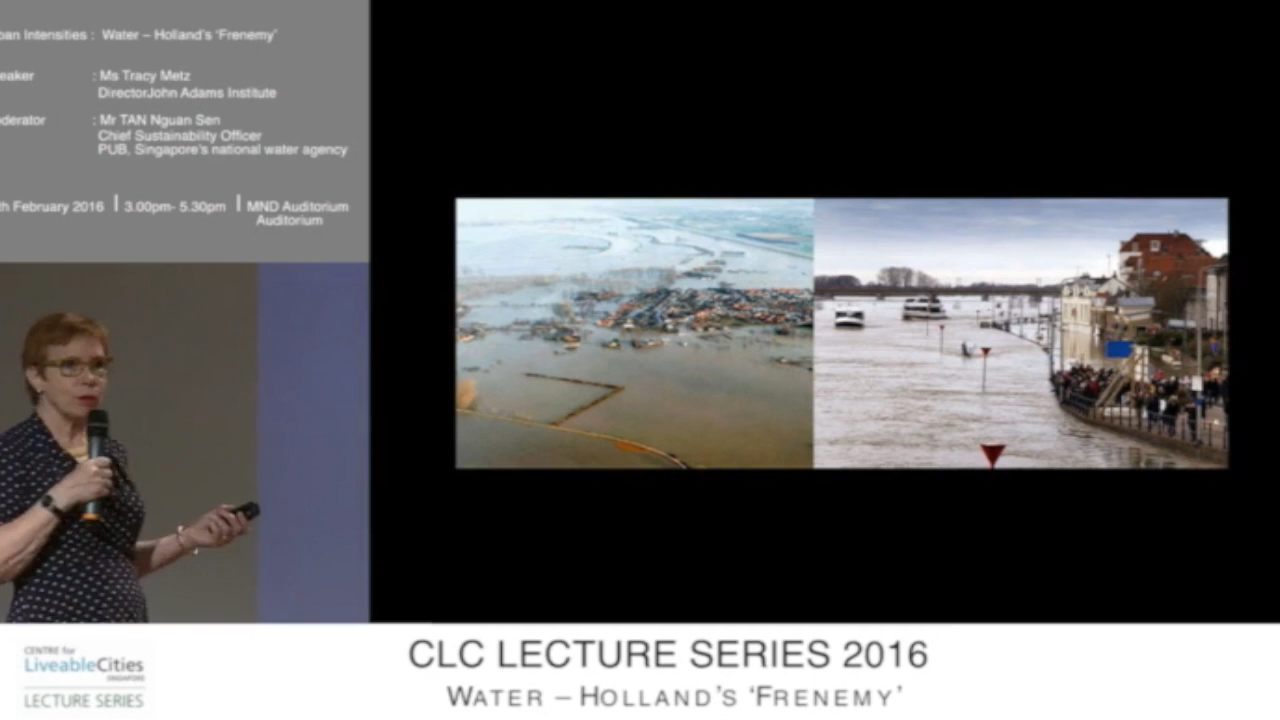 ban Intensities : Water – Holland's 'Frenemy'
eaker : Ms Tracy Metz
DirectorJohn Adams Institute
oderator : Mr TAN Nguan Sen
Chief Sustainability Officer
PUB, Singapore's national water agency
th February 2016 | 3.00pm- 5.30pm | MND Auditorium
Auditorium
CENTRE for
LiveableCities
SINGAPORE
LECTURE SERIES
CLC LECTURE SERIES 2016
WATER – HOLLAND'S 'FRENEMY'